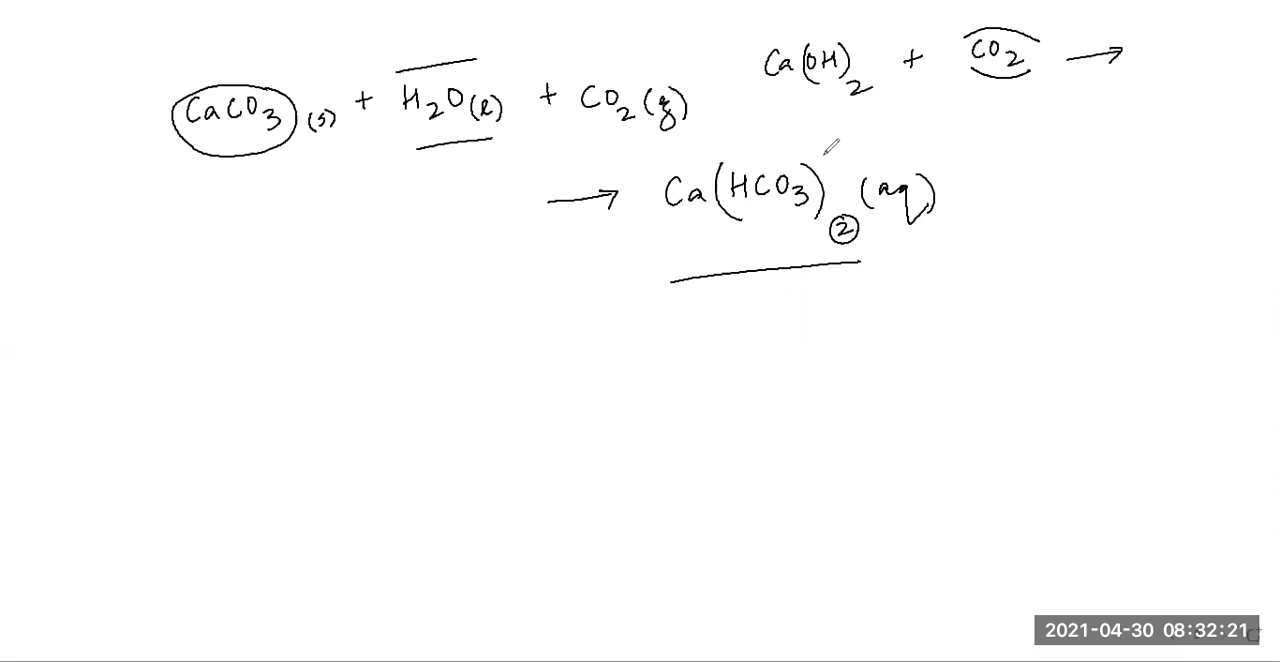 CaCO3 (s) + H2O(l) + CO2(g)
Ca(OH)2 + CO2 →
→ Ca(HCO3)2 (aq)
2021-04-30 08:32:21